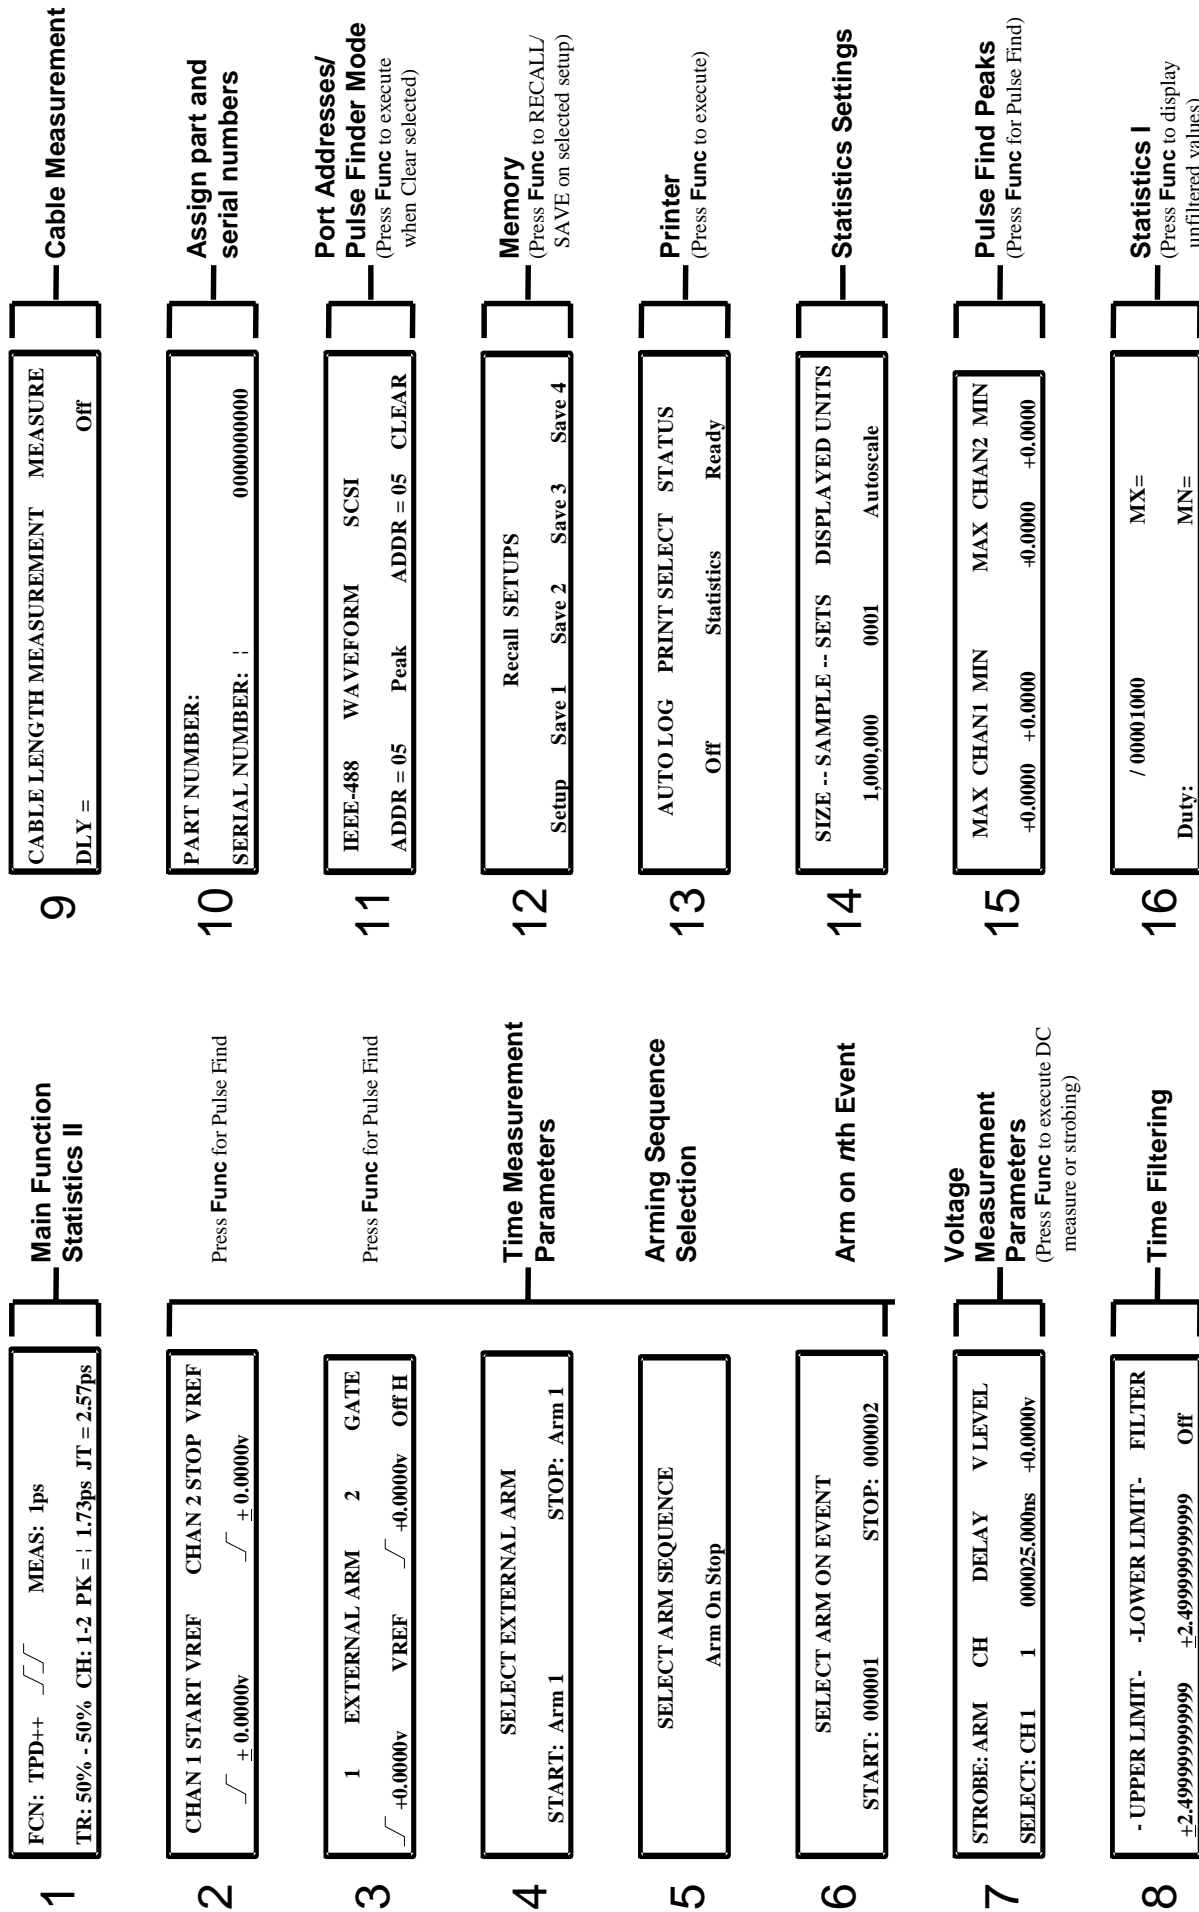 1
FCN: TPD++ MEAS: 1ps
TR: 50% - 50% CH: 1-2 PK = ¦ 1.73ps JT = 2.57ps
Main Function
Statistics II
2
CHAN 1 START VREF CHAN 2 STOP VREF
± 0.0000v ± 0.0000v
Press Func for Pulse Find
3
1 EXTERNAL ARM 2 GATE
+0.0000v VREF +0.0000v Off H
Press Func for Pulse Find
4
SELECT EXTERNAL ARM
START: Arm 1 STOP: Arm 1
Time Measurement
Parameters
5
SELECT ARM SEQUENCE
Arm On Stop
Arming Sequence
Selection
6
SELECT ARM ON EVENT
START: 000001 STOP: 000002
Arm on nth Event
7
STROBE: ARM CH DELAY V LEVEL
SELECT: CH 1 1 000025.000ns +0.0000v
Voltage
Measurement
Parameters
(Press Func to execute DC
measure or strobing)
8
- UPPER LIMIT- -LOWER LIMIT- FILTER
±2.49999999999 ±2.49999999999 Off
Time Filtering
9
CABLE LENGTH MEASUREMENT MEASURE
DLY = Off
Cable Measurement
10
PART NUMBER:
SERIAL NUMBER: ¦ 0000000000
Assign part and
serial numbers
11
IEEE-488 WAVEFORM SCSI
ADDR = 05 Peak ADDR = 05 CLEAR
Port Addresses/
Pulse Finder Mode
(Press Func to execute
when Clear selected)
12
Recall SETUPS
Setup Save 1 Save 2 Save 3 Save 4
Memory
(Press Func to RECALL/
SAVE on selected setup)
13
AUTO LOG PRINT SELECT STATUS
Off Statistics Ready
Printer
(Press Func to execute)
14
SIZE -- SAMPLE -- SETS DISPLAYED UNITS
1,000,000 0001 Autoscale
Statistics Settings
15
MAX CHAN1 MIN MAX CHAN2 MIN
+0.0000 +0.0000 +0.0000 +0.0000
Pulse Find Peaks
(Press Func for Pulse Find)
16
/ 00001000 MX=
Duty: MN=
Statistics I
(Press Func to display
unfiltered values)